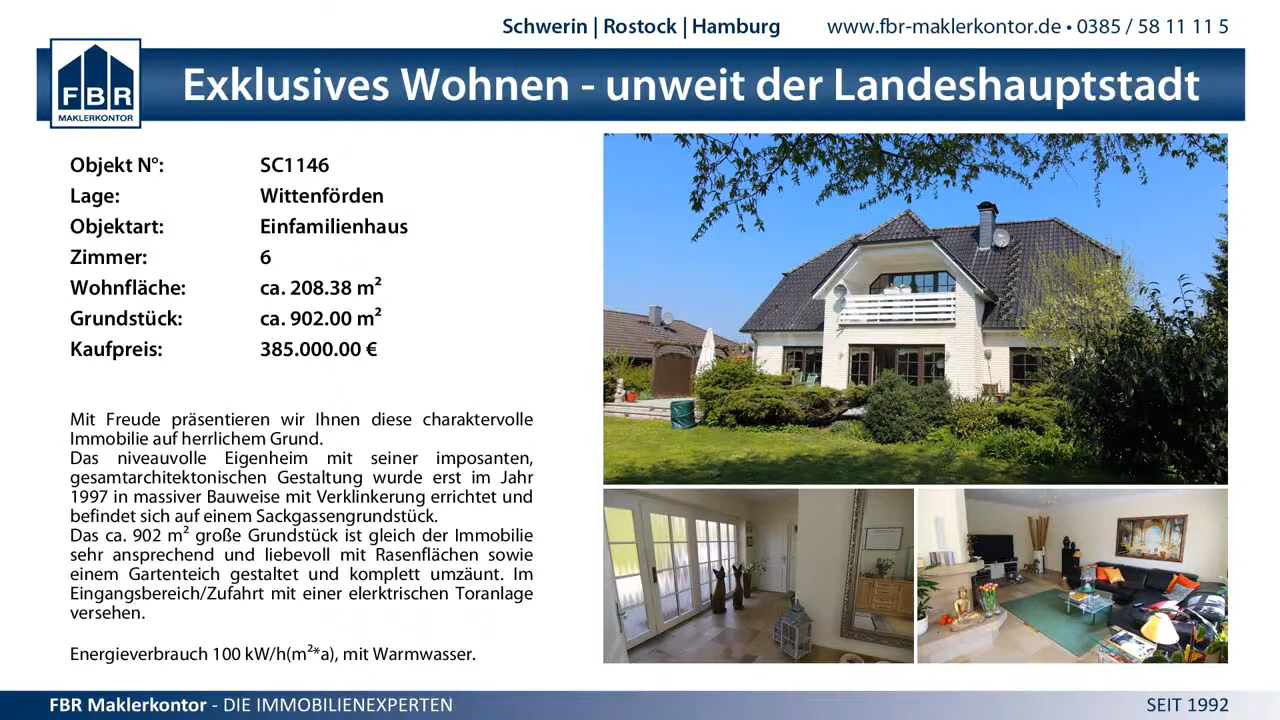 Schwerin | Rostock | Hamburg www.fbr-maklerkontor.de • 0385 / 58 11 11 5
FBR
MAKLERKONTOR
Exklusives Wohnen - unweit der Landeshauptstadt
Objekt N°: SC1146
Lage: Wittenförden
Objektart: Einfamilienhaus
Zimmer: 6
Wohnfläche: ca. 208.38 m²
Grundstück: ca. 902.00 m²
Kaufpreis: 385.000.00 €
Mit Freude präsentieren wir Ihnen diese charaktervolle
Immobilie auf herrlichem Grund.
Das niveauvolle Eigenheim mit seiner imposanten,
gesamtarchitektonischen Gestaltung wurde erst im Jahr
1997 in massiver Bauweise mit Verklinkerung errichtet und
befindet sich auf einem Sackgassengrundstück.
Das ca. 902 m² große Grundstück ist gleich der Immobilie
sehr ansprechend und liebevoll mit Rasenflächen sowie
einem Gartenteich gestaltet und komplett umzäunt. Im
Eingangsbereich/Zufahrt mit einer elerktrischen Toranlage
versehen.
Energieverbrauch 100 kW/h(m²*a), mit Warmwasser.
FBR Maklerkontor - DIE IMMOBILIENEXPERTEN SEIT 1992